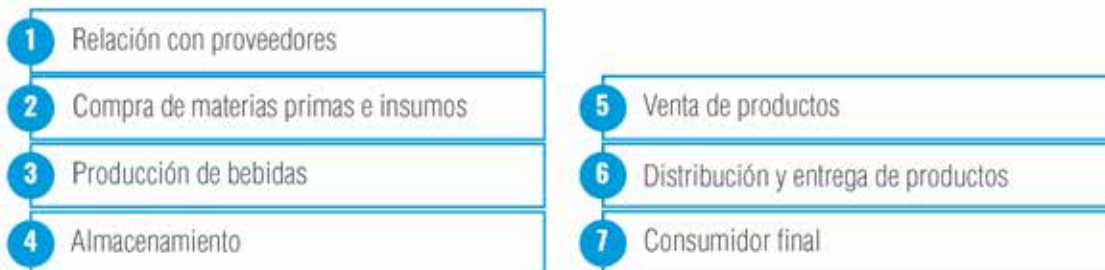 1 Relación con proveedores
2 Compra de materias primas e insumos
3 Producción de bebidas
4 Almacenamiento
5 Venta de productos
6 Distribución y entrega de productos
7 Consumidor final